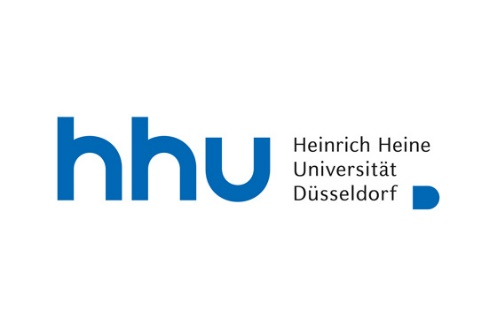 hhu
Heinrich Heine
Universität
Düsseldorf